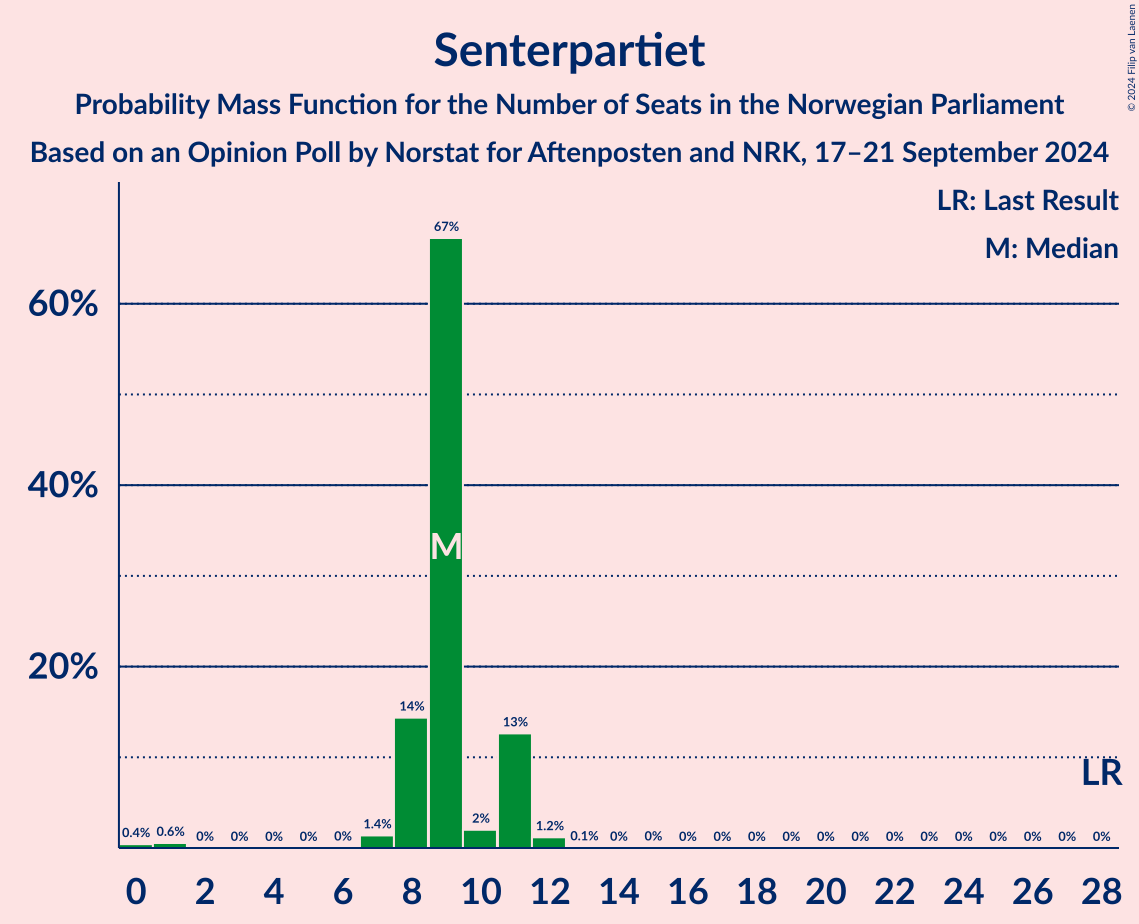 Senterpartiet
Probability Mass Function for the Number of Seats in the Norwegian Parliament
Based on an Opinion Poll by Norstat for Aftenposten and NRK, 17–21 September 2024
© 2024 Filip van Laenen
LR: Last Result
M: Median
67%
60%
40%
M
20%
14%
13%
LR
0.4% 0.6% 0% 0% 0% 0% 0% 1.4% 2% 1.2% 0.1% 0% 0% 0% 0% 0% 0% 0% 0% 0% 0% 0% 0% 0% 0% 0%
0 2 4 6 8 10 12 14 16 18 20 22 24 26 28